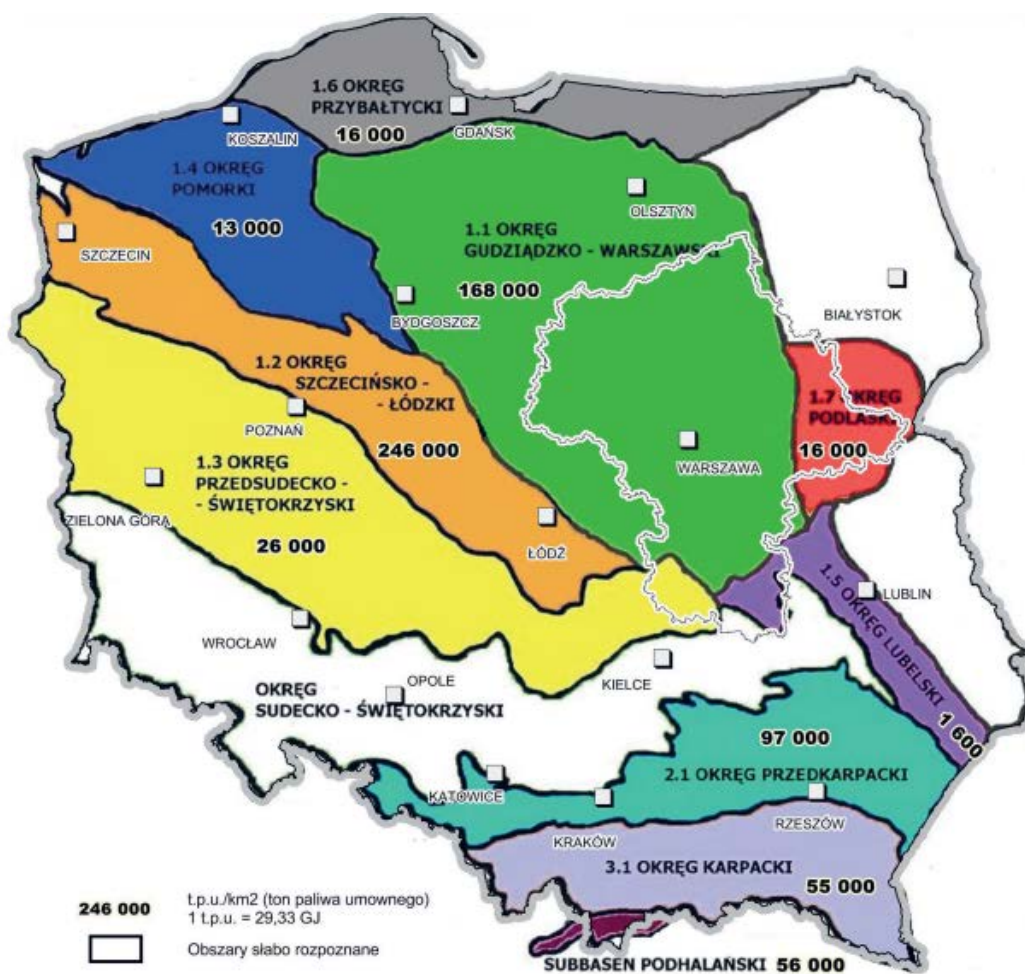 1.6 OKRĘG
PRZYBAŁTYCKI
16 000
GDAŃSK
KOSZALIN
1.4 OKRĘG
POMORKI
13 000
OLSZTYN
1.1 OKRĘG
GUDZIĄDZKO - WARSZAWSKI
168 000
SZCZECIN
BYDGOSZCZ
BIAŁYSTOK
1.2 OKRĘG
SZCZECIŃSKO -
- ŁÓDZKI
246 000
1.7 OKRĘG
PODLASKI
16 000
POZNAŃ
WARSZAWA
1.3 OKRĘG
PRZEDSUDECKO -
- ŚWIĘTOKRZYSKI
26 000
ZIELONA GÓRA
ŁÓDŹ
1.5 OKRĘG LUBELSKI
1 600
LUBLIN
WROCŁAW
OPOLE
KIELCE
OKRĘG
SUDECKO - ŚWIĘTOKRZYSKI
97 000
2.1 OKRĘG PRZEDKARPACKI
KATOWICE
KRAKÓW
RZESZÓW
3.1 OKRĘG KARPACKI
55 000
246 000
t.p.u./km2 (ton paliwa umownego)
1 t.p.u. = 29,33 GJ
Obszary słabo rozpoznane
SUBBASEN PODHALAŃSKI 56 000